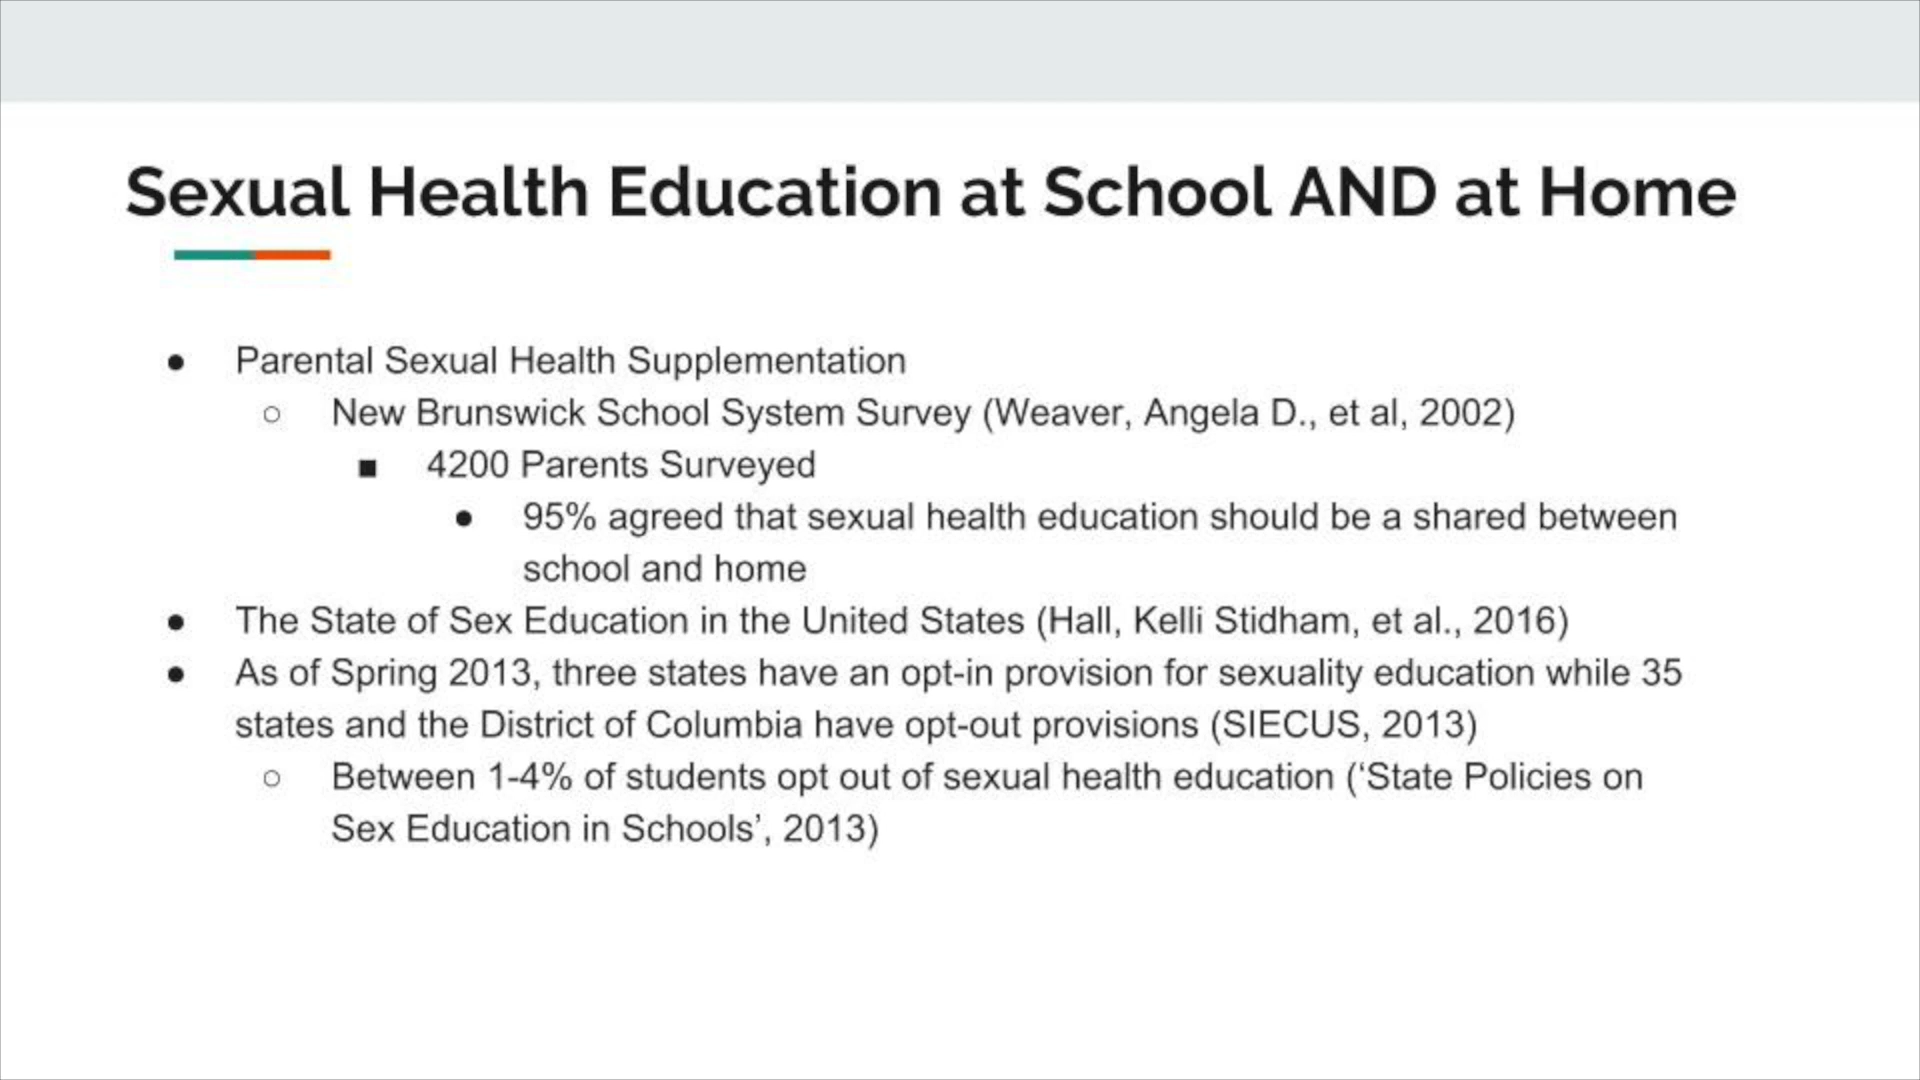 Sexual Health Education at School AND at Home
● Parental Sexual Health Supplementation
○ New Brunswick School System Survey (Weaver, Angela D., et al, 2002)
■ 4200 Parents Surveyed
● 95% agreed that sexual health education should be a shared between
school and home
● The State of Sex Education in the United States (Hall, Kelli Stidham, et al., 2016)
● As of Spring 2013, three states have an opt-in provision for sexuality education while 35
states and the District of Columbia have opt-out provisions (SIECUS, 2013)
○ Between 1-4% of students opt out of sexual health education (‘State Policies on
Sex Education in Schools’, 2013)